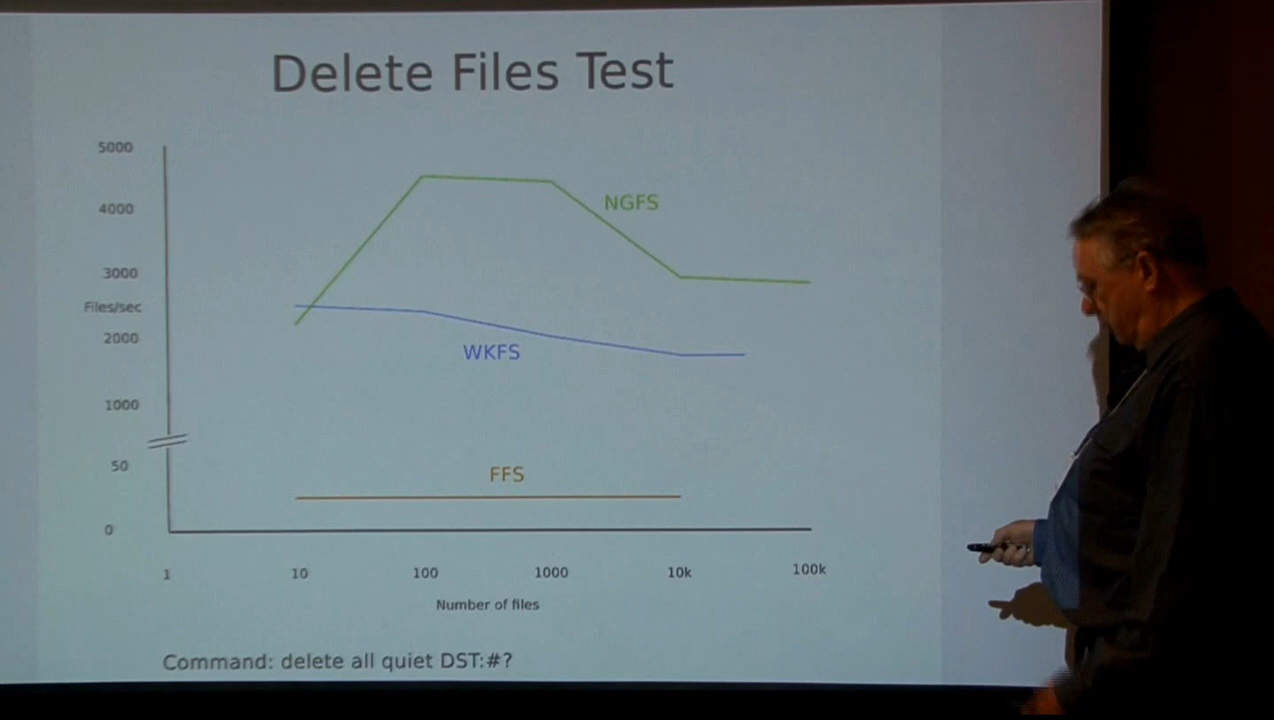 Delete Files Test
5000
4000
3000
Files/sec
2000
1000
50
0
NGFS
WKFS
FFS
1 10 100 1000 10k 100k
Number of files
Command: delete all quiet DST:#?